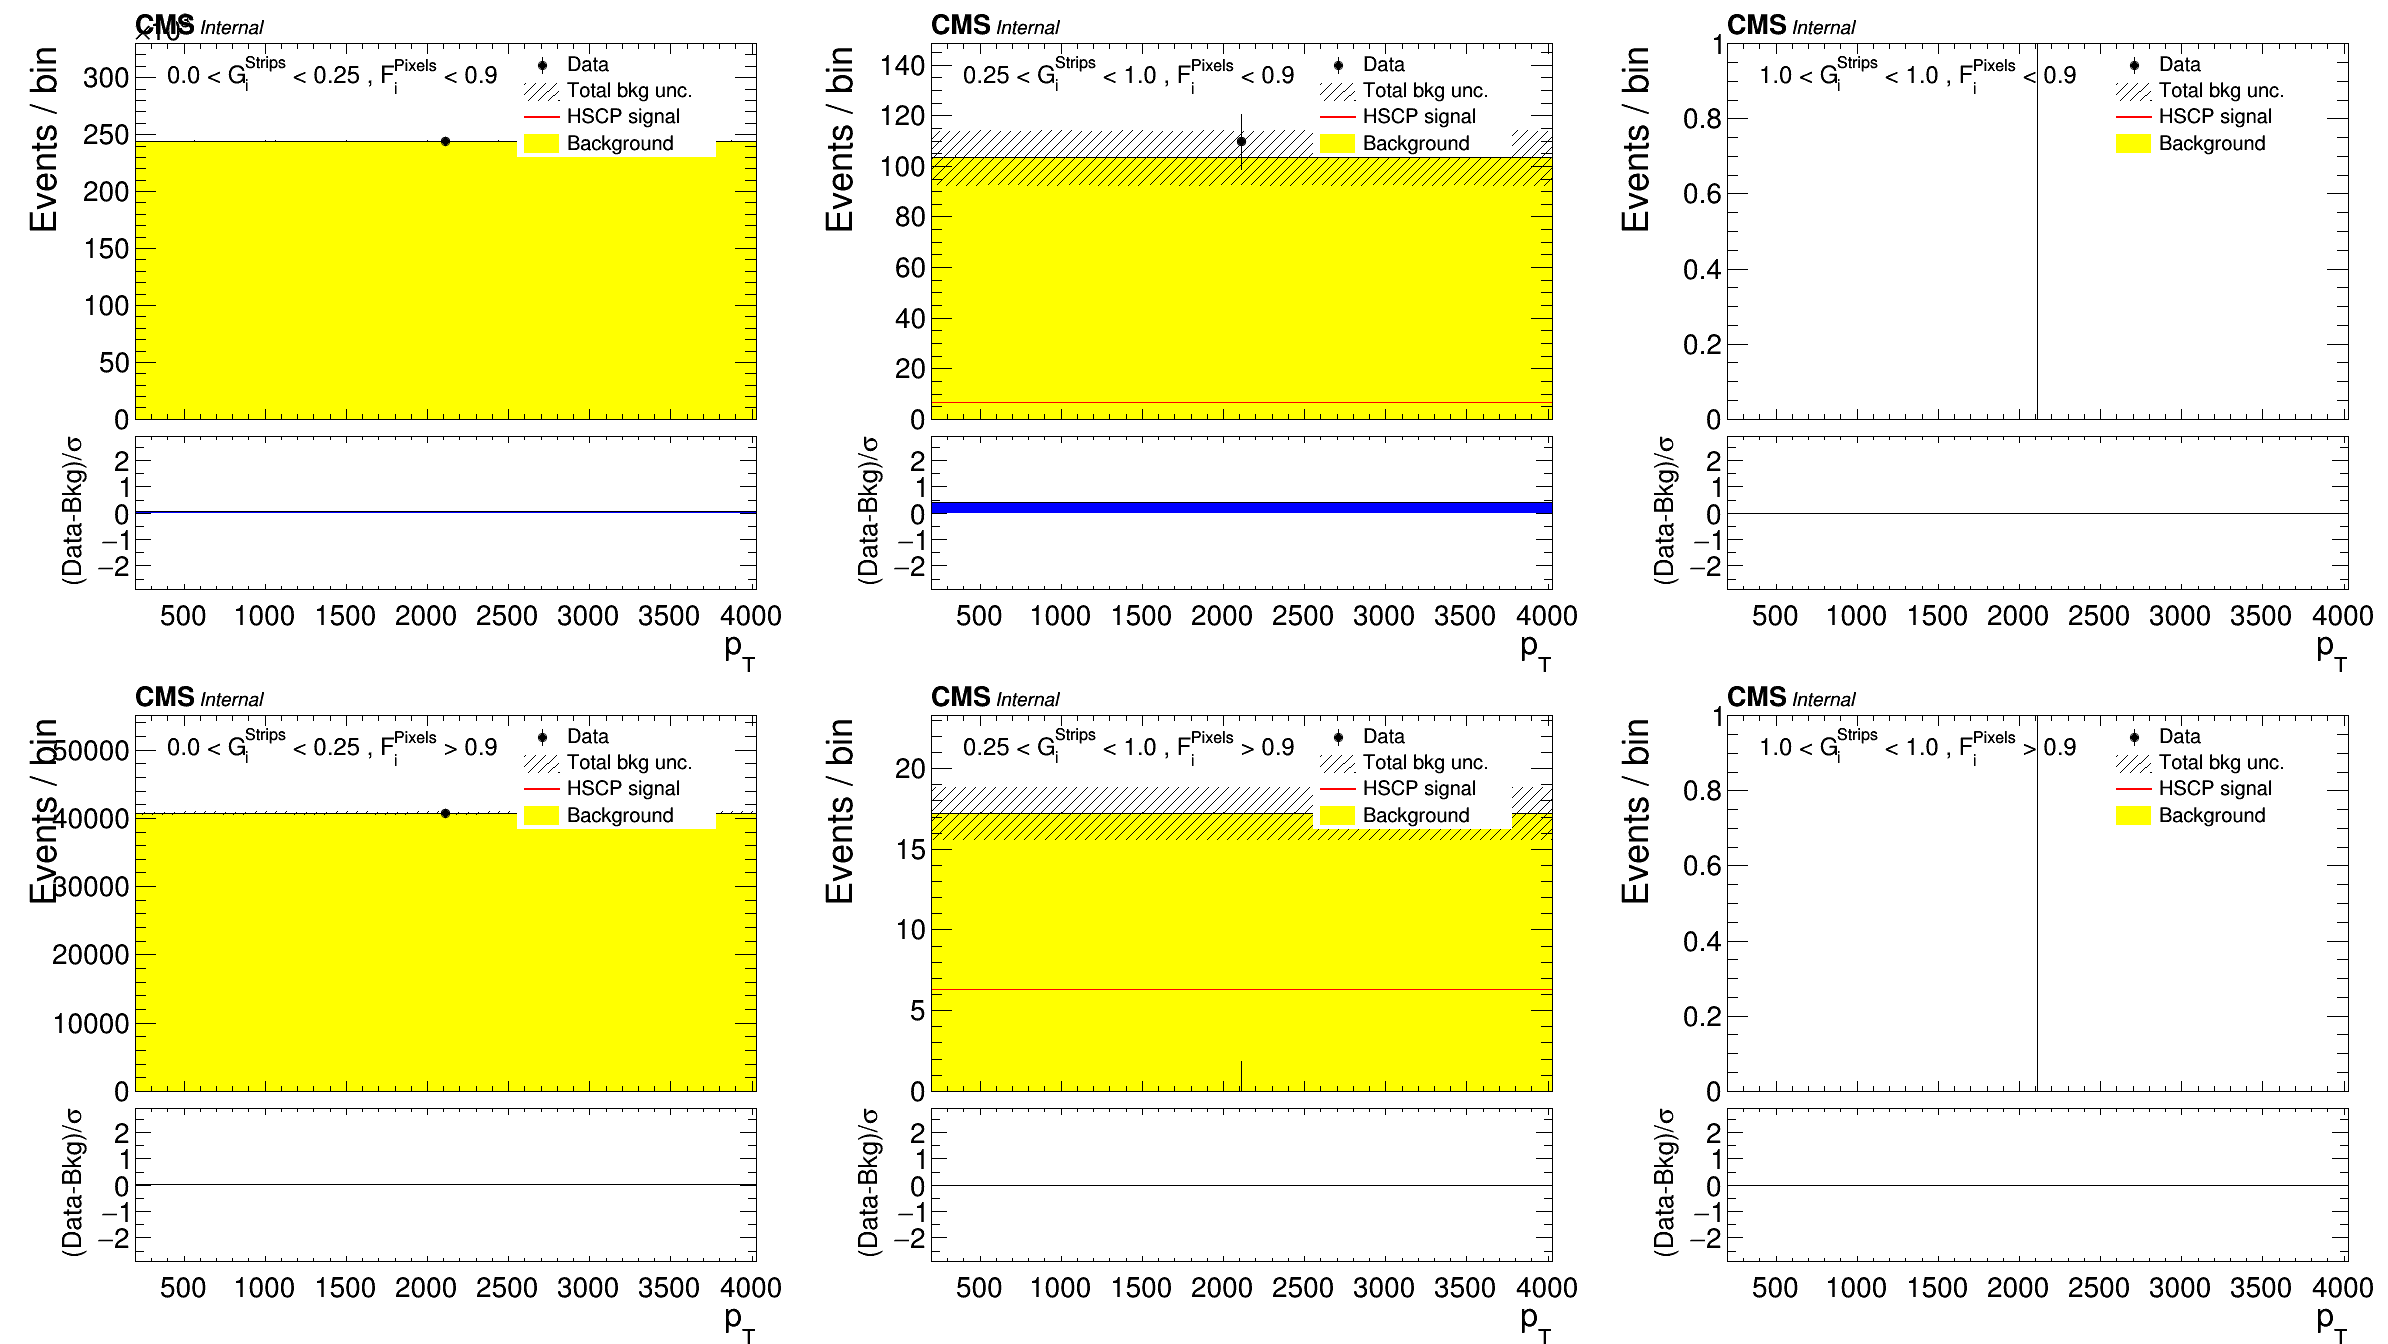 CMS Internal
×10³
Events / bin
0.0 < G_i^Strips < 0.25 , F_i^Pixels < 0.9
Data
Total bkg unc.
HSCP signal
Background
300
250
200
150
100
50
0
(Data-Bkg)/σ
2
1
0
−1
−2
500 1000 1500 2000 2500 3000 3500 4000
p_T
CMS Internal
Events / bin
0.25 < G_i^Strips < 1.0 , F_i^Pixels < 0.9
Data
Total bkg unc.
HSCP signal
Background
140
120
100
80
60
40
20
0
(Data-Bkg)/σ
2
1
0
−1
−2
500 1000 1500 2000 2500 3000 3500 4000
p_T
CMS Internal
Events / bin
1.0 < G_i^Strips < 1.0 , F_i^Pixels < 0.9
Data
Total bkg unc.
HSCP signal
Background
1
0.8
0.6
0.4
0.2
0
(Data-Bkg)/σ
2
1
0
−1
−2
500 1000 1500 2000 2500 3000 3500 4000
p_T
CMS Internal
Events / bin
0.0 < G_i^Strips < 0.25 , F_i^Pixels > 0.9
Data
Total bkg unc.
HSCP signal
Background
50000
40000
30000
20000
10000
0
(Data-Bkg)/σ
2
1
0
−1
−2
500 1000 1500 2000 2500 3000 3500 4000
p_T
CMS Internal
Events / bin
0.25 < G_i^Strips < 1.0 , F_i^Pixels > 0.9
Data
Total bkg unc.
HSCP signal
Background
20
15
10
5
0
(Data-Bkg)/σ
2
1
0
−1
−2
500 1000 1500 2000 2500 3000 3500 4000
p_T
CMS Internal
Events / bin
1.0 < G_i^Strips < 1.0 , F_i^Pixels > 0.9
Data
Total bkg unc.
HSCP signal
Background
1
0.8
0.6
0.4
0.2
0
(Data-Bkg)/σ
2
1
0
−1
−2
500 1000 1500 2000 2500 3000 3500 4000
p_T